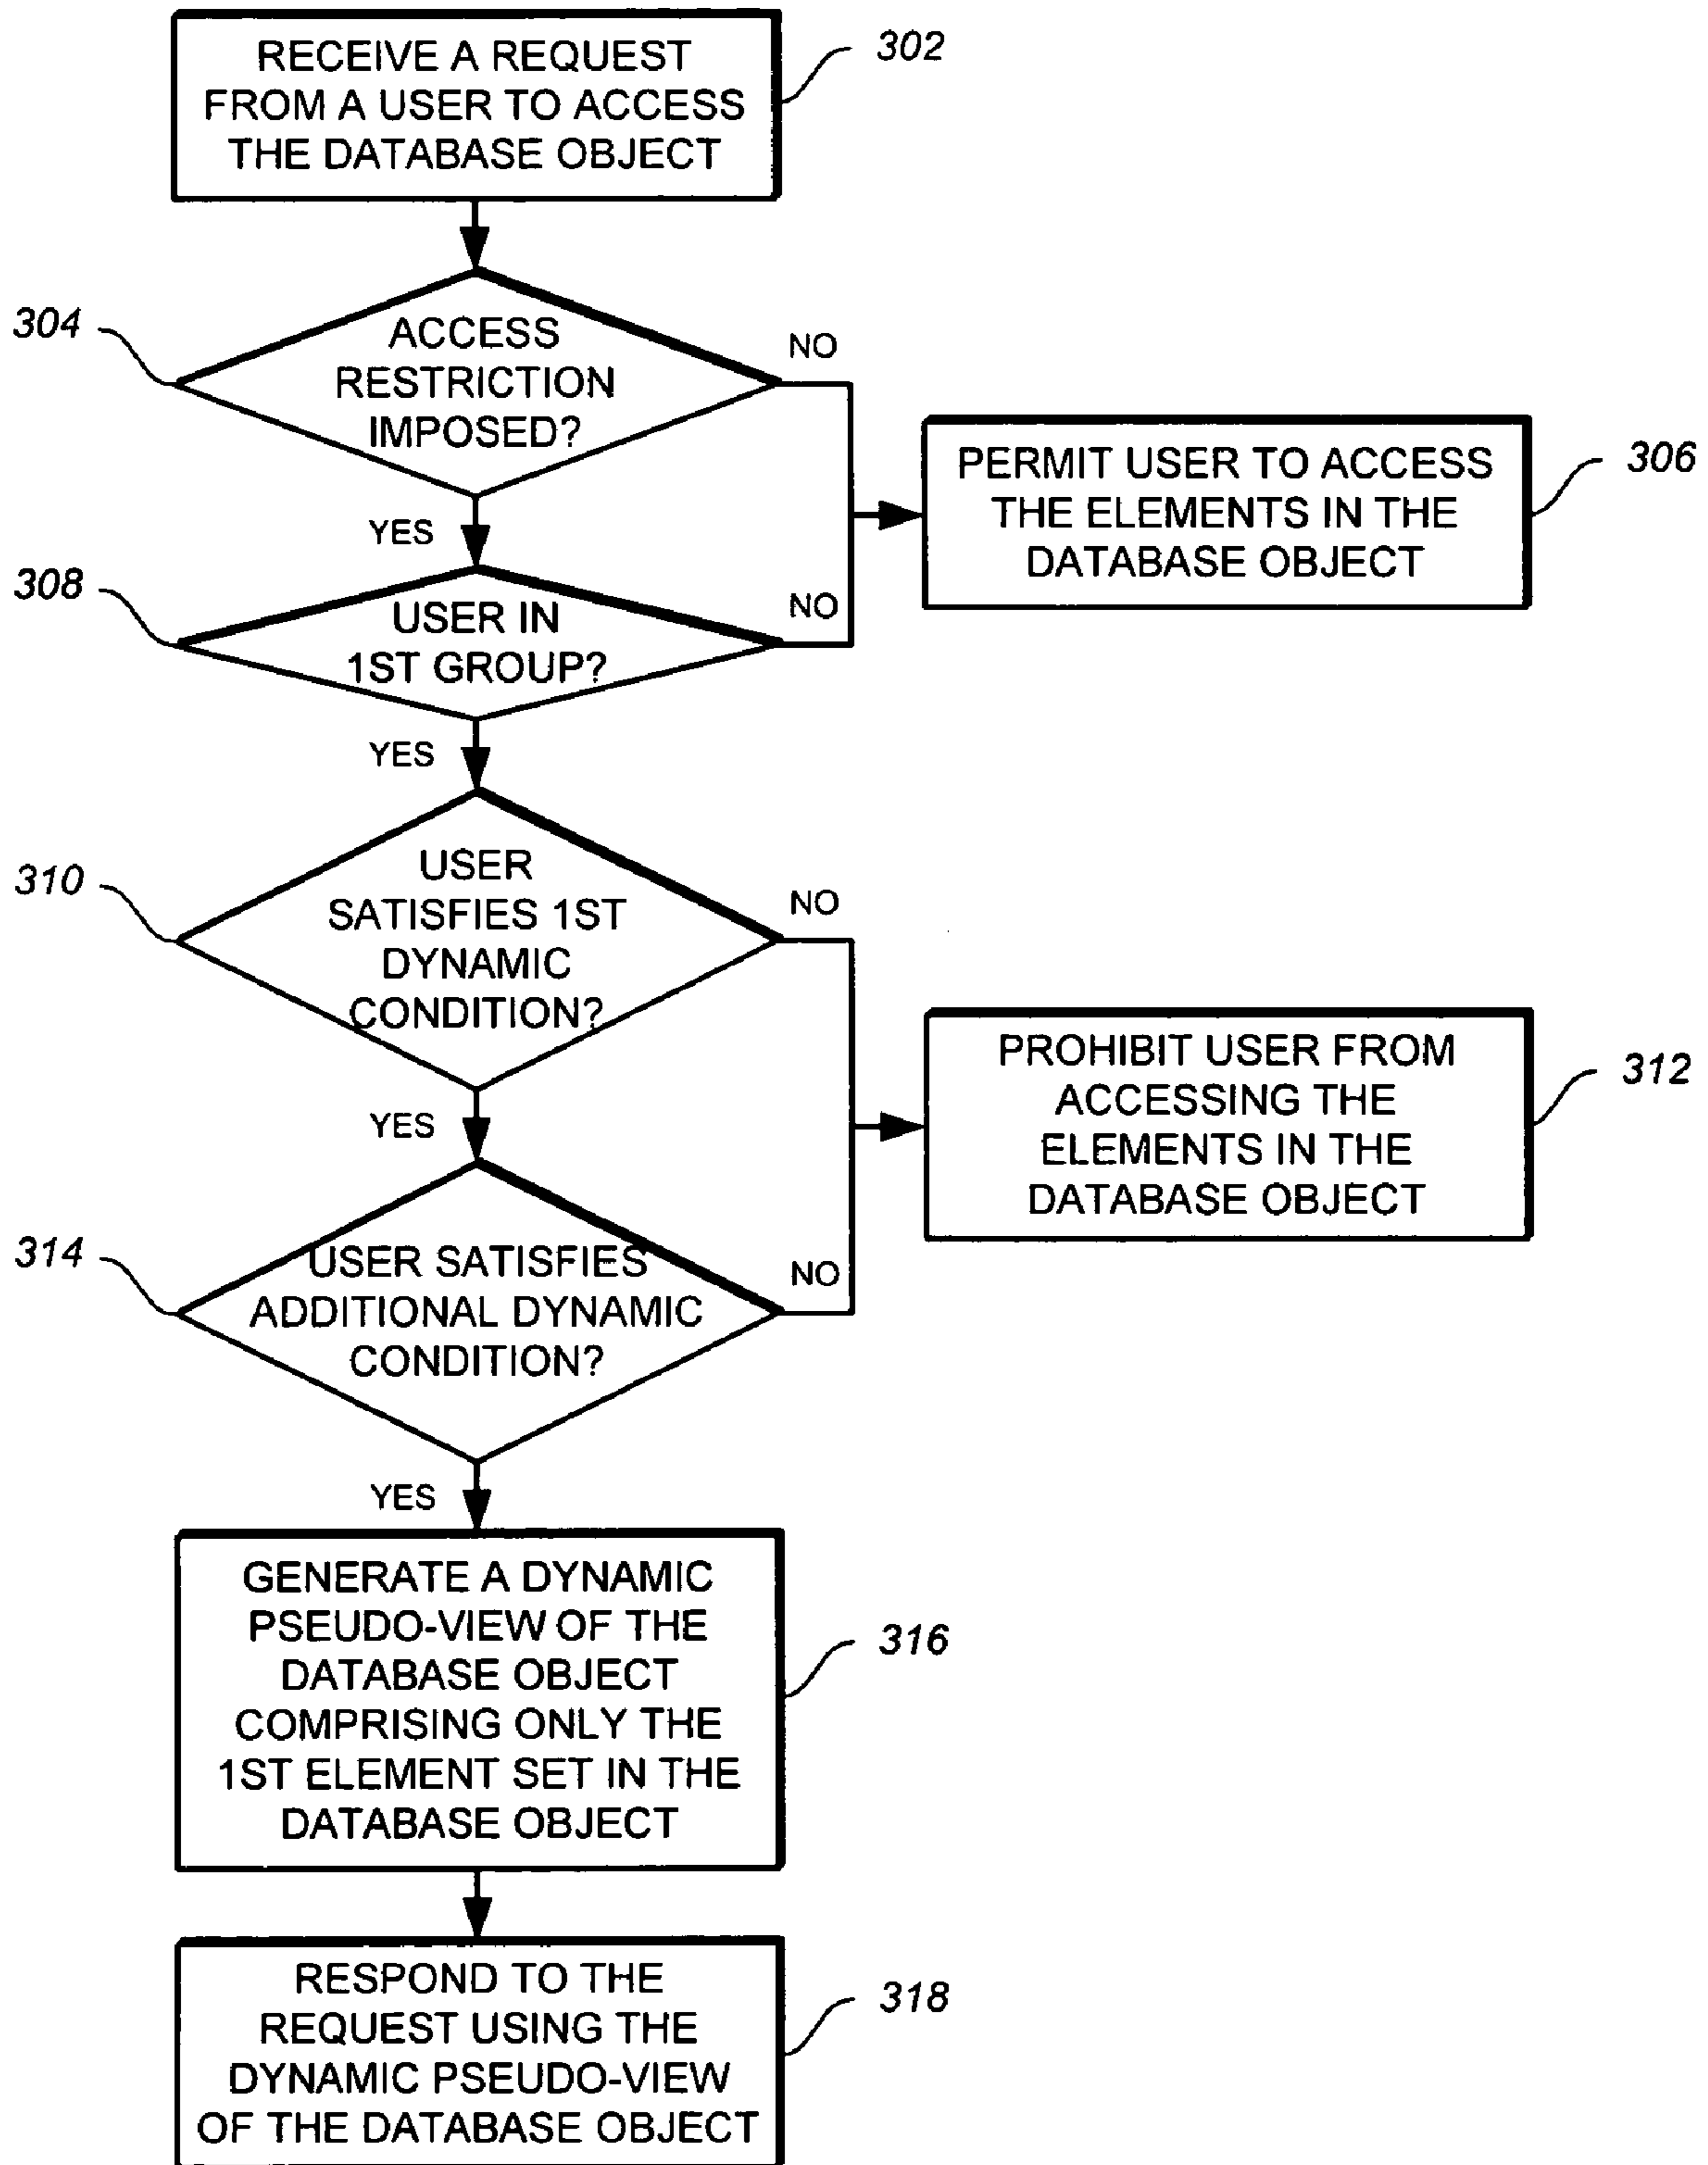 RECEIVE A REQUEST
FROM A USER TO ACCESS
THE DATABASE OBJECT
302
304
ACCESS
RESTRICTION
IMPOSED?
NO
YES
PERMIT USER TO ACCESS
THE ELEMENTS IN THE
DATABASE OBJECT
306
308
USER IN
1ST GROUP?
NO
YES
310
USER
SATISFIES 1ST
DYNAMIC
CONDITION?
NO
YES
PROHIBIT USER FROM
ACCESSING THE
ELEMENTS IN THE
DATABASE OBJECT
312
314
USER SATISFIES
ADDITIONAL DYNAMIC
CONDITION?
NO
YES
GENERATE A DYNAMIC
PSEUDO-VIEW OF THE
DATABASE OBJECT
COMPRISING ONLY THE
1ST ELEMENT SET IN THE
DATABASE OBJECT
316
RESPOND TO THE
REQUEST USING THE
DYNAMIC PSEUDO-VIEW
OF THE DATABASE OBJECT
318